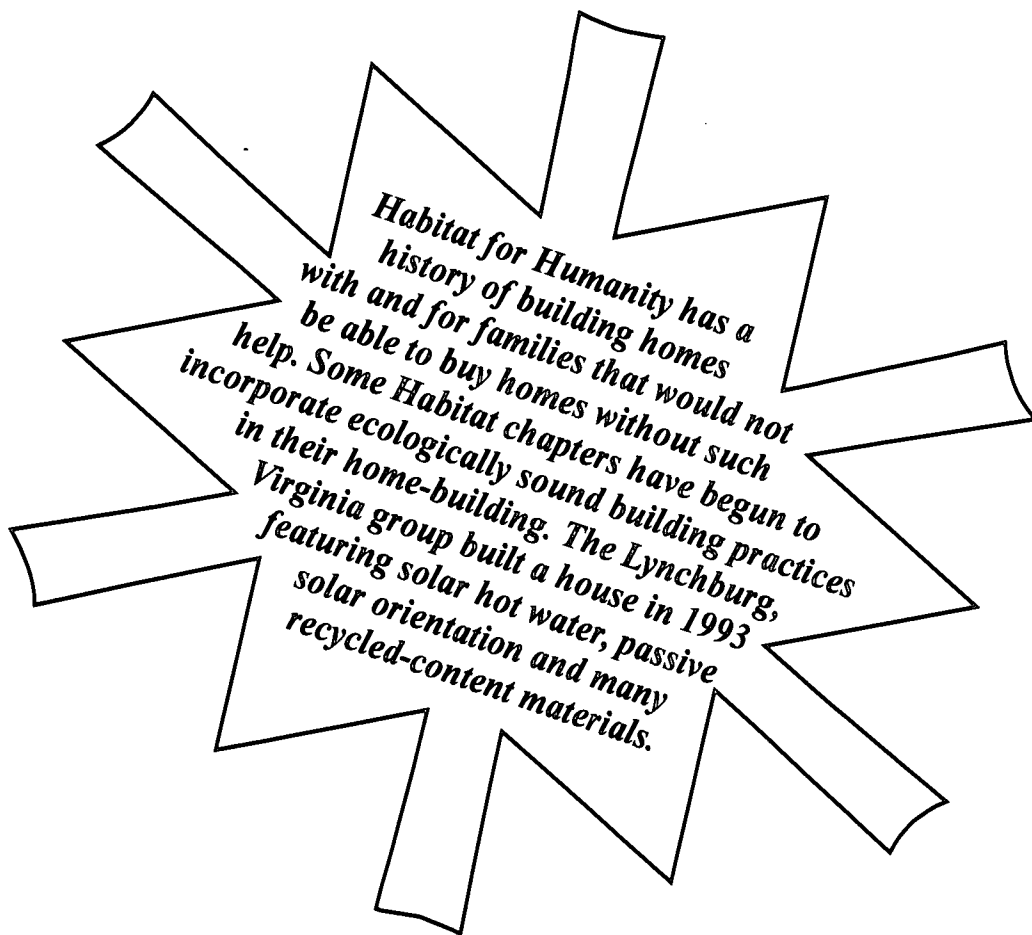 Habitat for Humanity has a
history of building homes
with and for families that would not
be able to buy homes without such
help. Some Habitat chapters have begun to
incorporate ecologically sound building practices
in their home-building. The Lynchburg,
Virginia group built a house in 1993
featuring solar hot water, passive
solar orientation and many
recycled-content materials.